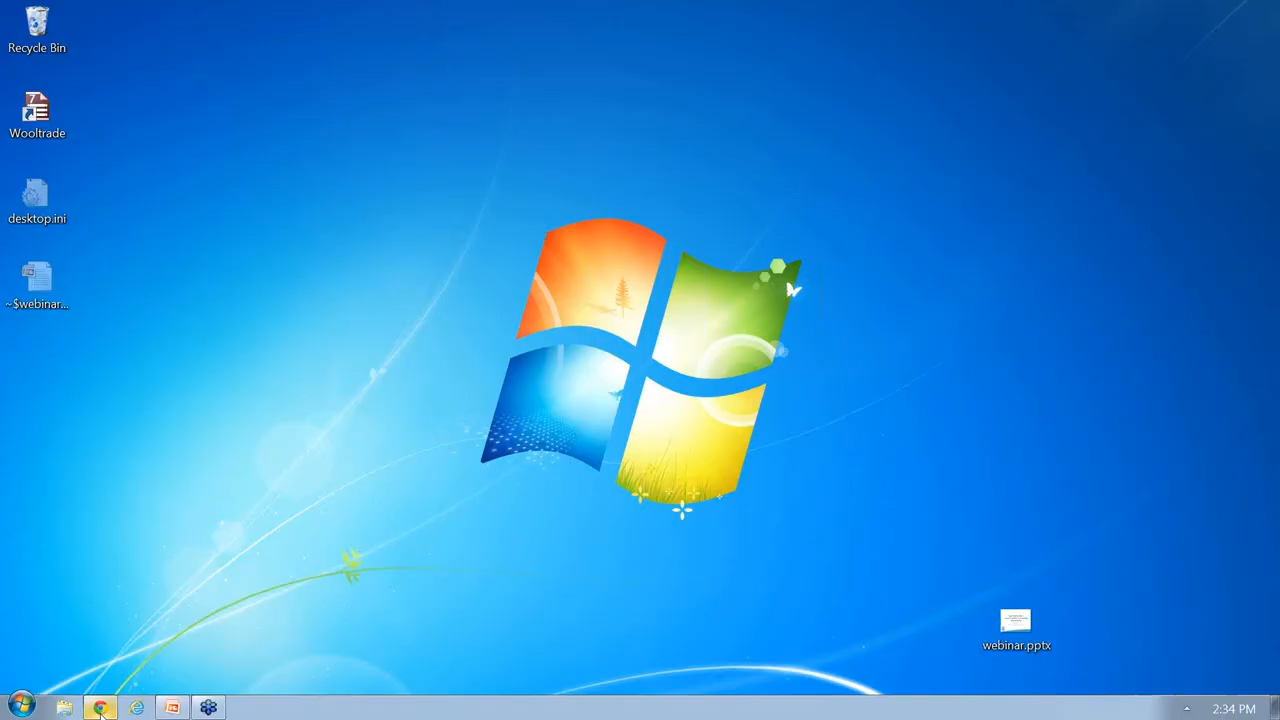 Recycle Bin
Wooltrade
desktop.ini
~$webinar...
webinar.pptx
2:34 PM